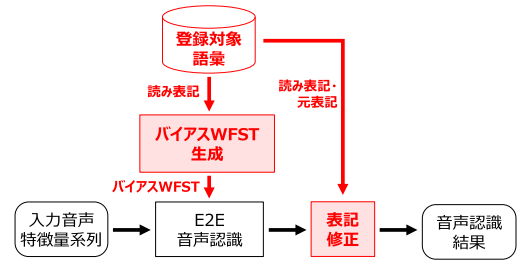 登録対象
語彙
読み表記
読み表記・
元表記
バイアスWFST
生成
バイアスWFST
入力音声
特徴量系列
E2E
音声認識
表記
修正
音声認識
結果